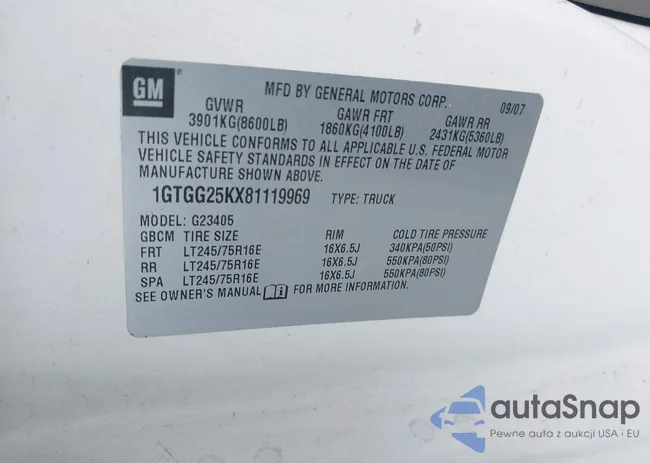 GM
MFD BY GENERAL MOTORS CORP. 09/07
GVWR GAWR FRT GAWR RR
3901KG(8600LB) 1860KG(4100LB) 2431KG(5360LB)
THIS VEHICLE CONFORMS TO ALL APPLICABLE U.S. FEDERAL MOTOR
VEHICLE SAFETY STANDARDS IN EFFECT ON THE DATE OF
MANUFACTURE SHOWN ABOVE.
1GTGG25KX81119969 TYPE: TRUCK
MODEL: G23405
GBCM TIRE SIZE RIM COLD TIRE PRESSURE
FRT LT245/75R16E 16X6.5J 340KPA(50PSI)
RR LT245/75R16E 16X6.5J 550KPA(80PSI)
SPA LT245/75R16E 16X6.5J 550KPA(80PSI)
SEE OWNER'S MANUAL FOR MORE INFORMATION.
autaSnap
Pewne auta z aukcji USA i EU